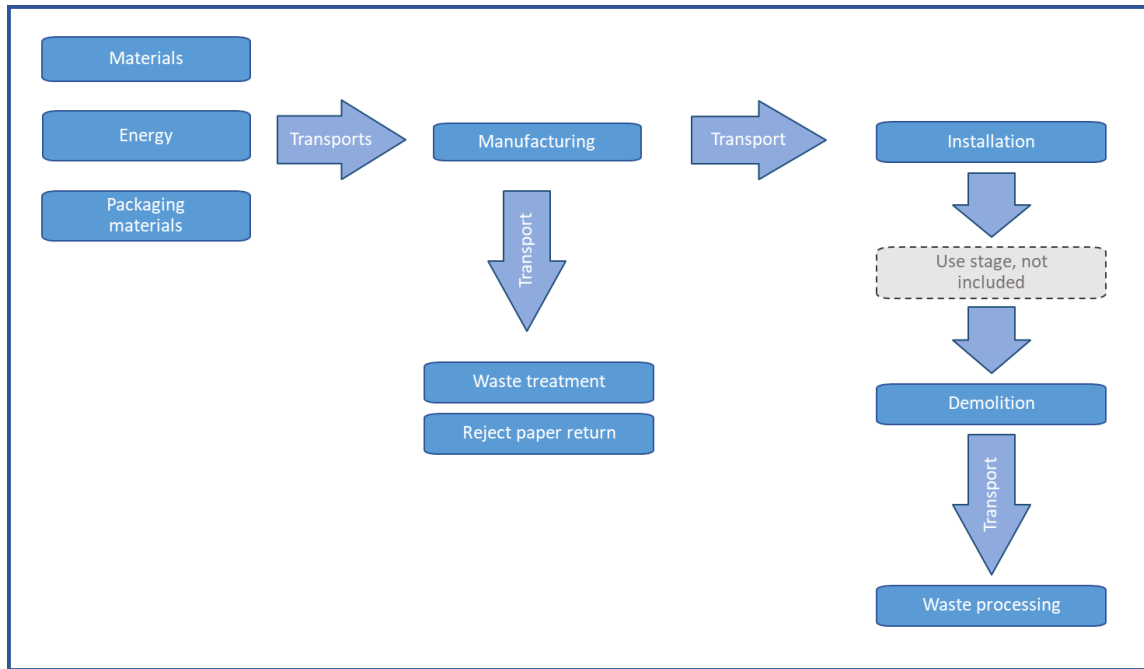 Materials
Energy
Packaging
materials
Transports
Manufacturing
Transport
Waste treatment
Reject paper return
Transport
Installation
Use stage, not
included
Demolition
Transport
Waste processing